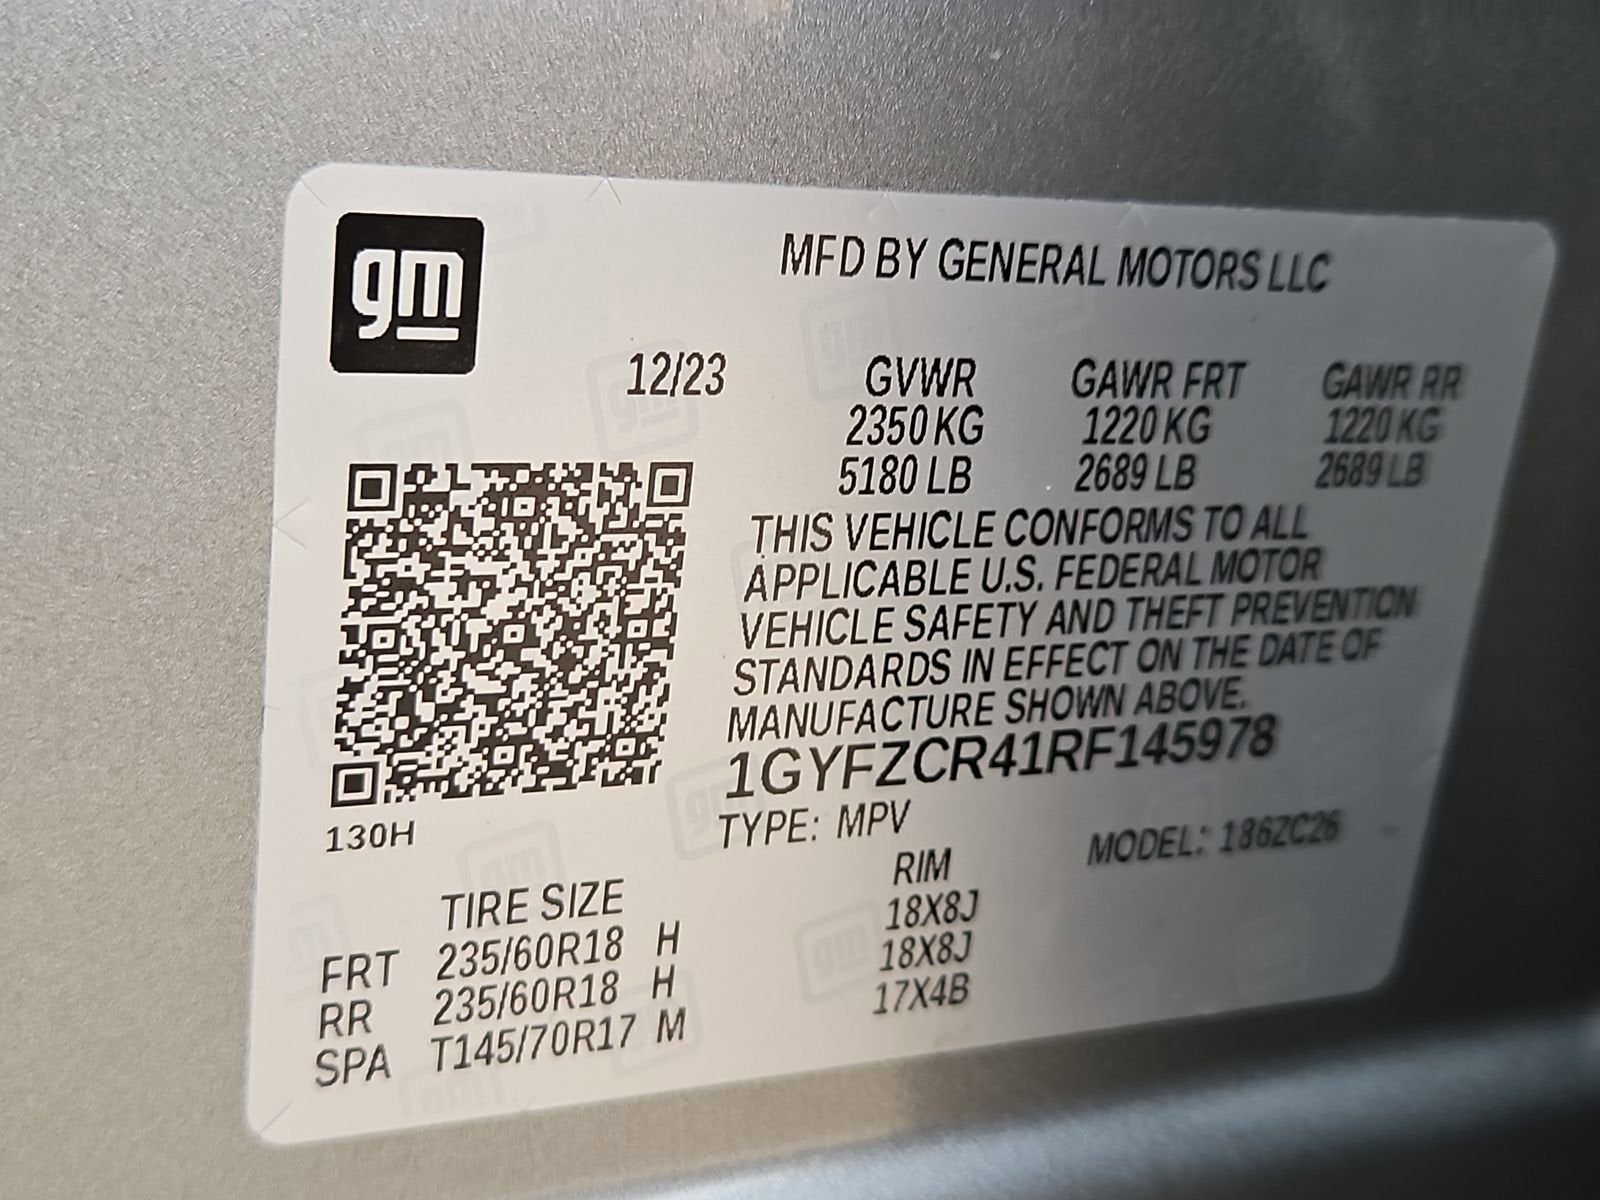 gm
MFD BY GENERAL MOTORS LLC
12/23 GVWR GAWR FRT GAWR RR
2350 KG 1220 KG 1220 KG
5180 LB 2689 LB 2689 LB
THIS VEHICLE CONFORMS TO ALL
APPLICABLE U.S. FEDERAL MOTOR
VEHICLE SAFETY AND THEFT PREVENTION
STANDARDS IN EFFECT ON THE DATE OF
MANUFACTURE SHOWN ABOVE.
1GYFZCR41RF145978
130H
TYPE: MPV MODEL: 186ZC26
TIRE SIZE RIM
FRT 235/60R18 H 18X8J
RR 235/60R18 H 18X8J
SPA T145/70R17 M 17X4B